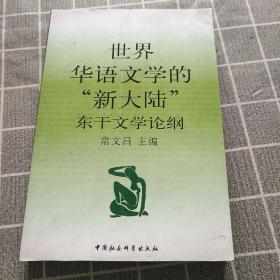 世界
华语文学的
“新大陆”
东干文学论纲
常文昌 主编
中国社会科学出版社